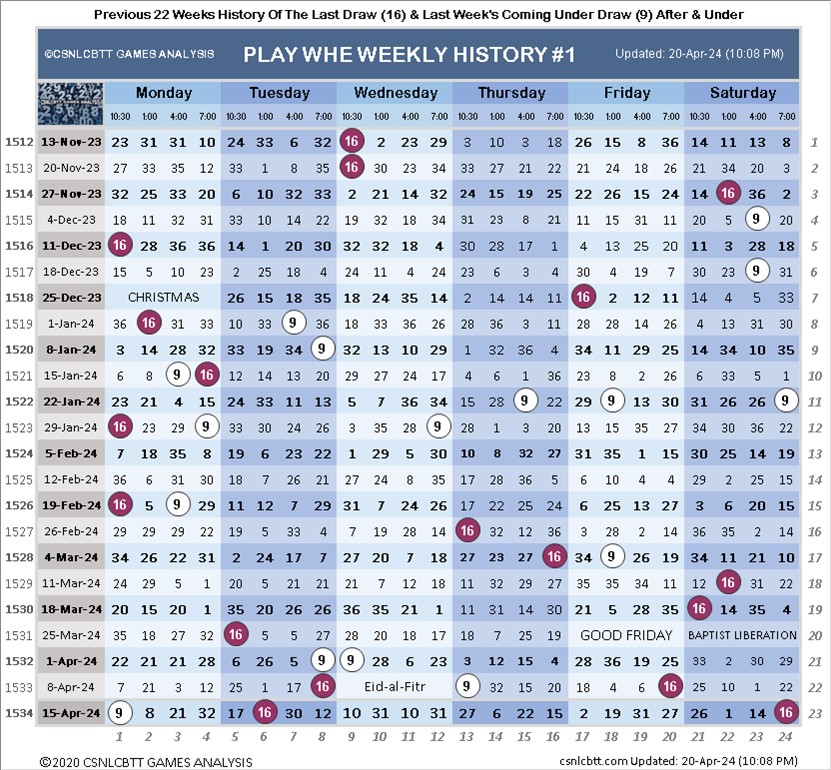 Previous 22 Weeks History Of The Last Draw (16) & Last Week's Coming Under Draw (9) After & Under
©CSNLCBTT GAMES ANALYSIS PLAY WHE WEEKLY HISTORY #1 Updated: 20-Apr-24 (10:08 PM)
CSNLCBTT GAMES ANALYSIS Monday Tuesday Wednesday Thursday Friday Saturday
10:30 1:00 4:00 7:00 10:30 1:00 4:00 7:00 10:30 1:00 4:00 7:00 10:30 1:00 4:00 7:00 10:30 1:00 4:00 7:00 10:30 1:00 4:00 7:00
1512 13-Nov-23 23 31 31 10 24 33 6 32 16 2 23 29 3 10 3 18 26 15 8 36 14 11 13 8 1
1513 20-Nov-23 27 33 35 12 33 1 8 35 16 30 23 34 33 27 21 22 21 24 18 26 21 34 20 3 2
1514 27-Nov-23 32 25 33 20 6 10 32 33 2 21 14 32 24 15 19 25 22 26 15 24 14 16 36 2 3
1515 4-Dec-23 18 11 32 31 33 10 14 22 19 32 18 34 31 23 8 21 11 15 31 11 20 5 9 20 4
1516 11-Dec-23 16 28 36 36 14 1 20 30 32 32 18 4 30 28 17 1 4 13 25 20 11 3 28 18 5
1517 18-Dec-23 15 5 10 23 2 25 18 4 24 11 4 24 23 6 3 4 30 4 19 7 30 23 9 31 6
1518 25-Dec-23 CHRISTMAS 26 15 18 35 18 24 35 14 2 14 14 11 16 2 12 11 14 4 5 33 7
1519 1-Jan-24 36 16 31 33 10 33 9 36 18 33 36 26 28 36 3 11 28 28 14 26 4 13 31 30 8
1520 8-Jan-24 3 14 28 32 33 19 34 9 32 13 10 29 1 32 36 4 34 11 29 25 14 34 10 35 9
1521 15-Jan-24 6 8 9 16 12 14 13 20 29 27 24 17 4 6 1 36 23 8 1 26 6 33 5 1 10
1522 22-Jan-24 23 21 4 15 24 33 11 13 5 7 36 34 15 28 9 22 29 9 13 30 31 26 26 9 11
1523 29-Jan-24 16 23 29 9 33 30 24 26 3 35 28 9 28 1 3 20 13 15 35 27 34 30 36 22 12
1524 5-Feb-24 7 18 35 8 19 6 23 22 1 29 5 30 10 8 32 27 31 35 1 15 30 25 14 19 13
1525 12-Feb-24 36 6 31 30 18 7 26 21 34 24 8 35 17 28 36 5 6 10 4 4 29 2 25 15 14
1526 19-Feb-24 16 5 9 29 11 12 7 29 31 7 24 26 17 22 25 24 6 25 13 27 3 6 20 15 15
1527 26-Feb-24 29 29 29 22 19 5 33 4 7 19 28 14 16 32 12 36 3 28 2 14 36 35 2 14 16
1528 4-Mar-24 34 26 22 31 2 24 17 7 27 20 7 18 27 23 27 16 34 9 26 19 34 11 21 10 17
1529 11-Mar-24 24 29 5 1 20 5 21 21 21 7 12 18 11 32 29 27 35 35 34 11 12 16 31 22 18
1530 18-Mar-24 20 15 20 1 35 20 26 26 36 35 21 1 11 31 14 30 21 5 28 35 16 14 35 4 19
1531 25-Mar-24 35 18 27 32 16 5 5 27 28 20 18 17 18 7 25 19 GOOD FRIDAY BAPTIST LIBERATION 20
1532 1-Apr-24 22 21 21 28 6 26 5 9 9 28 6 23 3 12 15 4 28 36 19 25 33 2 30 29 21
1533 8-Apr-24 7 21 3 12 25 1 17 16 Eid-al-Fitr 9 32 15 20 18 4 6 16 25 10 1 22 22
1534 15-Apr-24 9 8 21 32 17 16 30 12 10 31 10 31 27 6 22 15 2 19 31 27 26 1 14 16 23
1 2 3 4 5 6 7 8 9 10 11 12 13 14 15 16 17 18 19 20 21 22 23 24
©2020 CSNLCBTT GAMES ANALYSIS csnlcbtt.com Updated: 20-Apr-24 (10:08 PM)